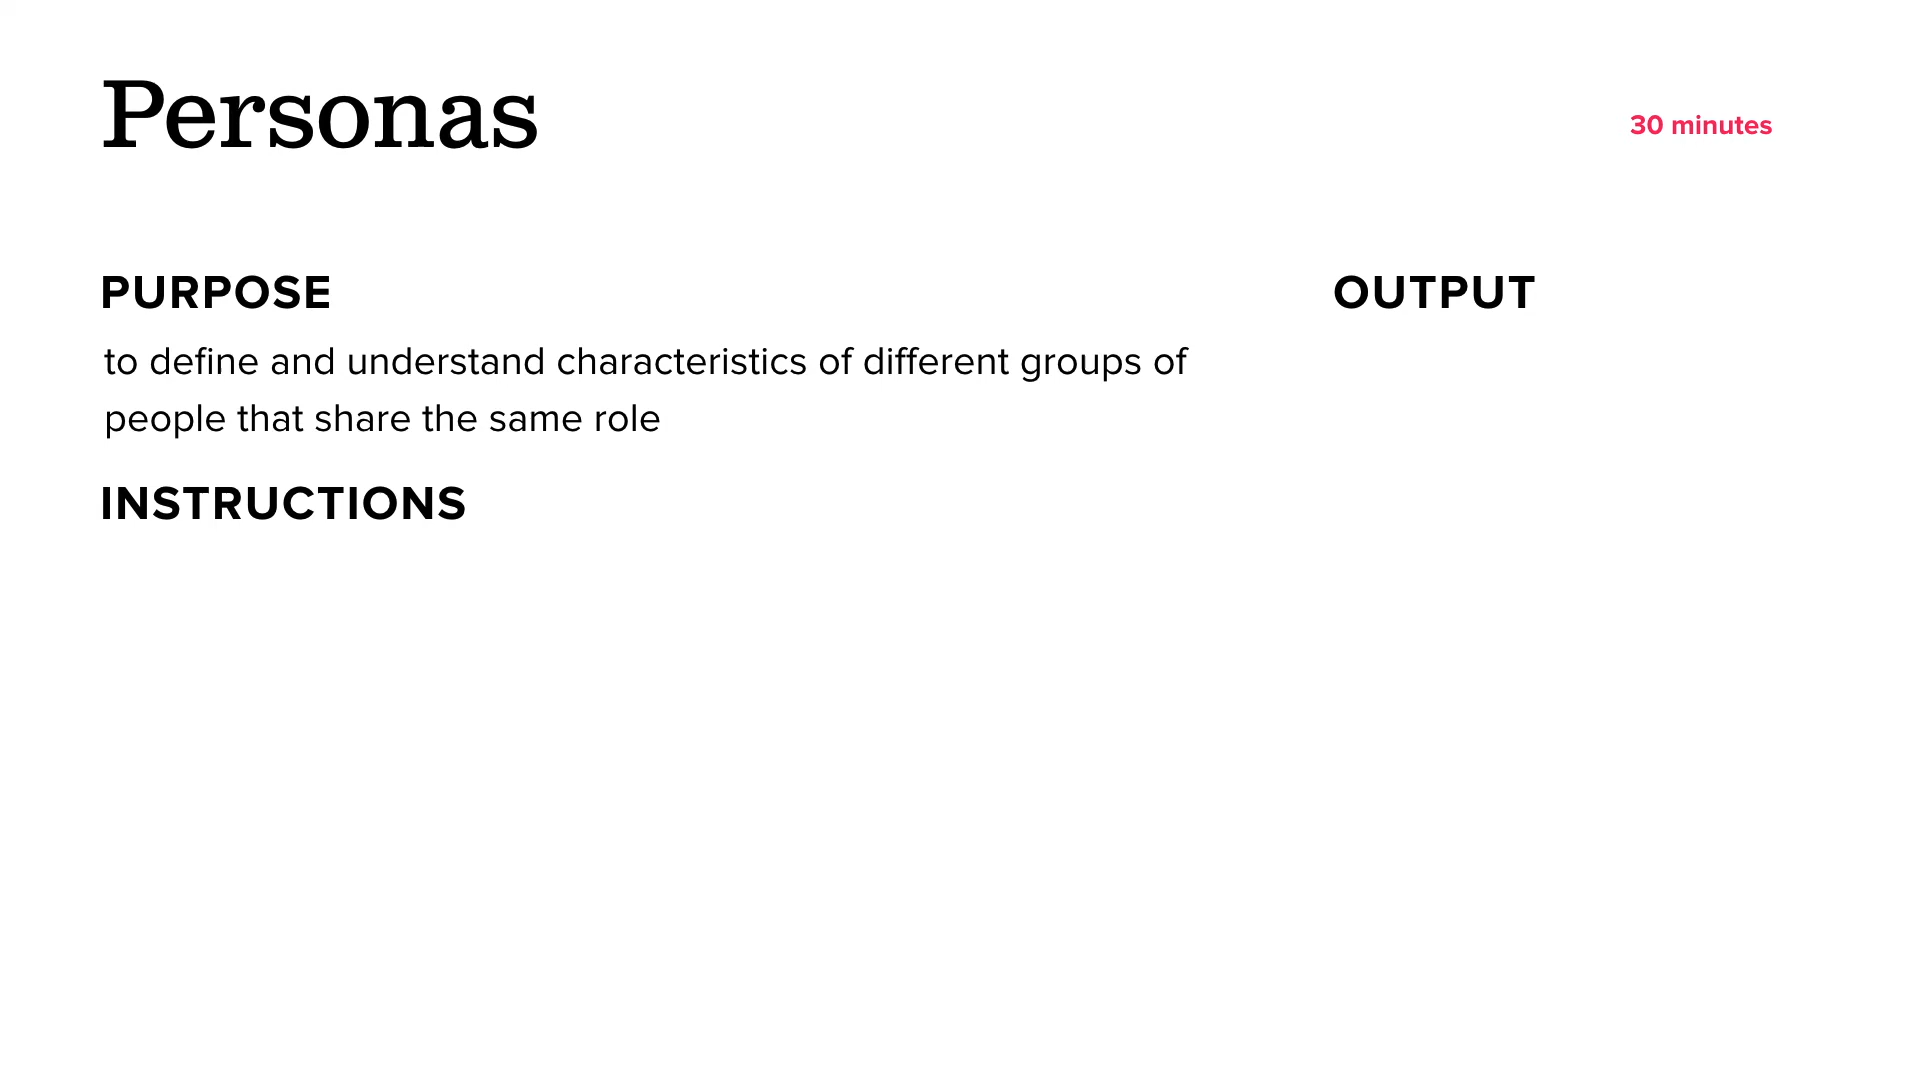 Personas
30 minutes
PURPOSE
to define and understand characteristics of different groups of
people that share the same role
INSTRUCTIONS
OUTPUT